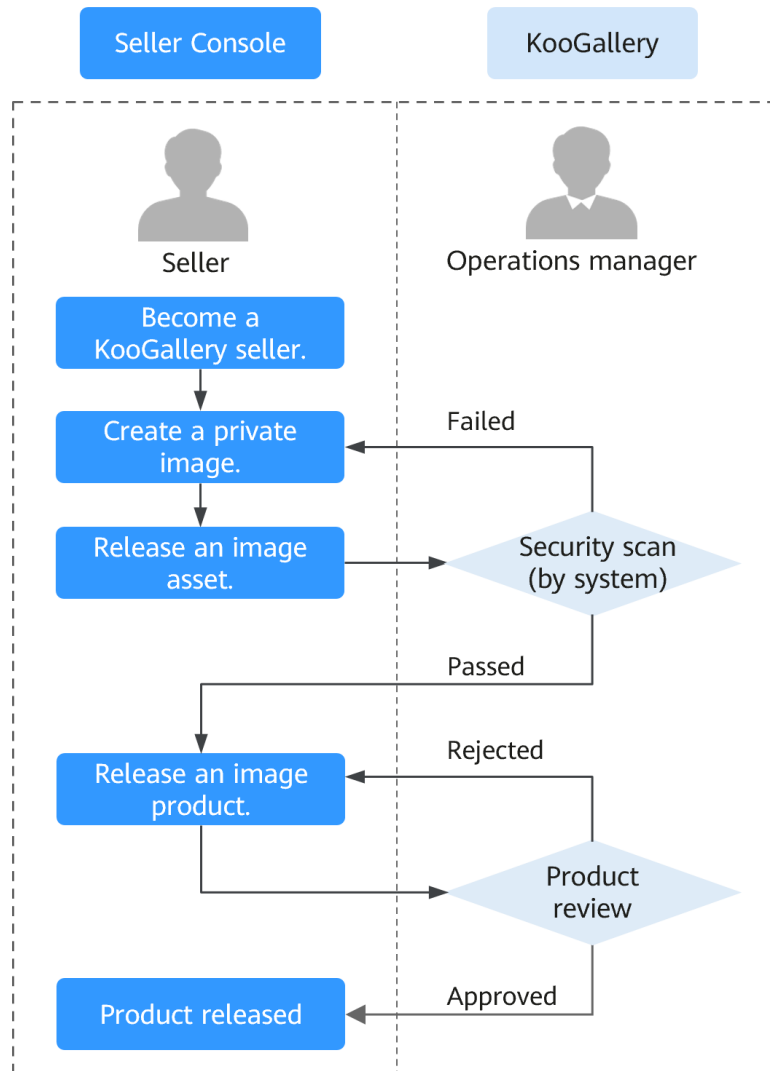 Seller Console
KooGallery
Seller
Operations manager
Become a
KooGallery seller.
Create a private
image.
Failed
Release an image
asset.
Security scan
(by system)
Passed
Release an image
product.
Rejected
Product
review
Product released
Approved